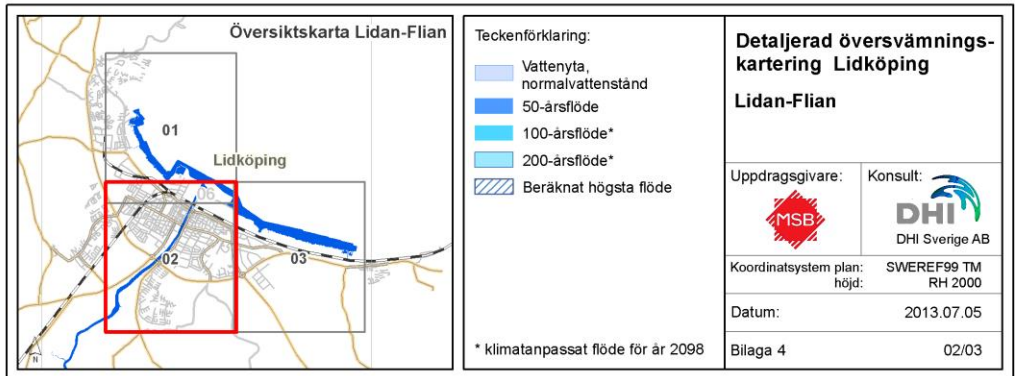 Översiktskarta Lidan-Flian
01
Lidköping
06
02
03
N
Teckenförklaring:
Vattenyta,
normalvattenstånd
50-årsflöde
100-årsflöde*
200-årsflöde*
Beräknat högsta flöde
* klimatanpassat flöde för år 2098
Detaljerad översvämnings-
kartering Lidköping
Lidan-Flian
Uppdragsgivare:
MSB
Konsult:
DHI
DHI Sverige AB
Koordinatsystem plan: SWEREF99 TM
höjd: RH 2000
Datum: 2013.07.05
Bilaga 4 02/03